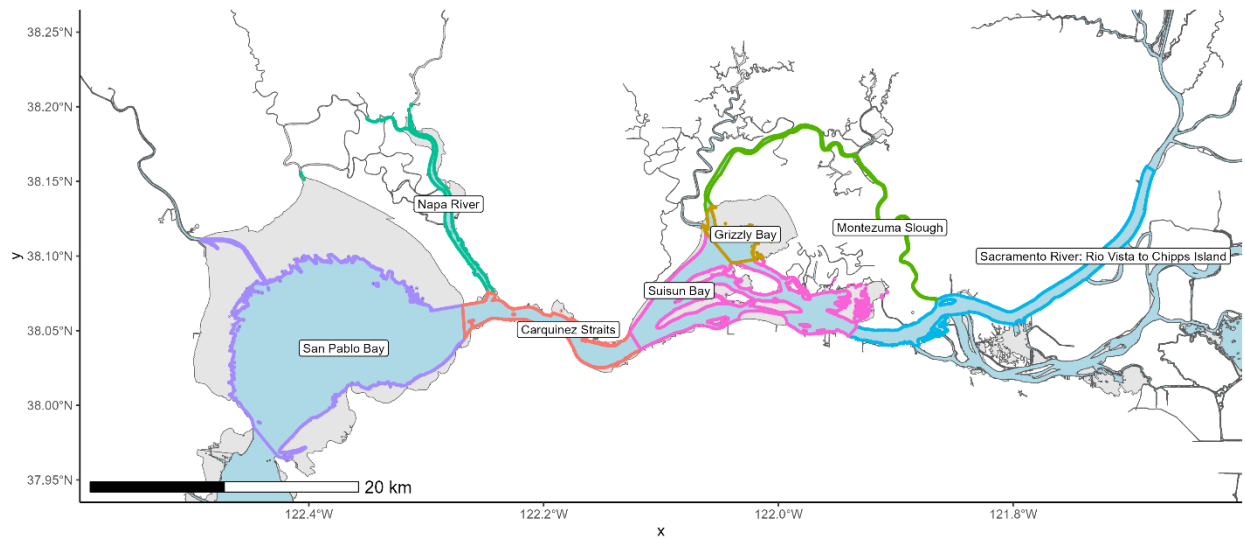 38.25°N
38.20°N
38.15°N
38.10°N
38.05°N
38.00°N
37.95°N
y
Napa River
Grizzly Bay
Montezuma Slough
Sacramento River: Rio Vista to Chipps Island
Suisun Bay
Carquinez Straits
San Pablo Bay
20 km
122.4°W
122.2°W
122.0°W
121.8°W
x